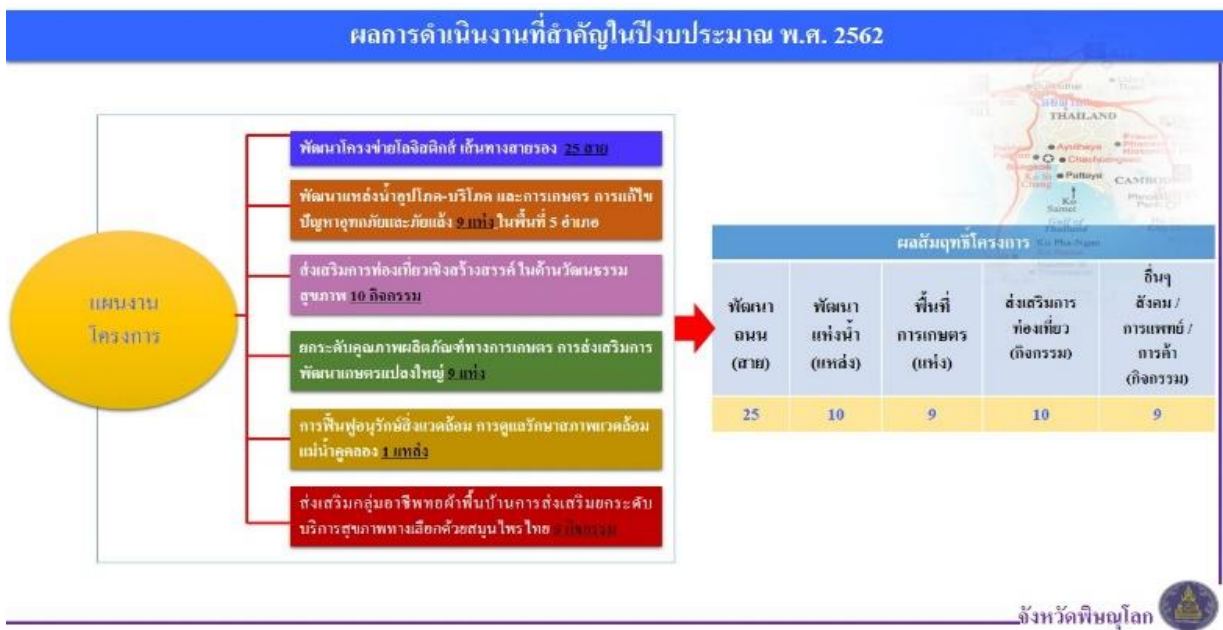 ผลการดำเนินงานที่สำคัญในปีงบประมาณ พ.ศ. 2562
แผนงาน
โครงการ
พัฒนาโครงข่ายโลจิสติกส์ เส้นทางสายรอง 25 สาย
พัฒนาแหล่งน้ำอุปโภค-บริโภค และการเกษตร การแก้ไข
ปัญหาอุทกภัยและภัยแล้ง 9 แห่ง ในพื้นที่ 5 อำเภอ
ส่งเสริมการท่องเที่ยวเชิงสร้างสรรค์ ในด้านวัฒนธรรม
สุขภาพ 10 กิจกรรม
ยกระดับคุณภาพผลิตภัณฑ์ทางการเกษตร การส่งเสริมการ
พัฒนาเกษตรแปลงใหญ่ 9 แห่ง
การฟื้นฟูอนุรักษ์สิ่งแวดล้อม การดูแลรักษาสภาพแวดล้อม
แม่น้ำคูคลอง 1 แหล่ง
ส่งเสริมกลุ่มอาชีพทอผ้าพื้นบ้านการส่งเสริมยกระดับ
บริการสุขภาพทางเลือกด้วยสมุนไพรไทย 9 กิจกรรม
THAILAND
Ayuthaya
Pattaya
CAMBOD
Ko
Samet
Gulf of
Thailand
Ko Pha-Ngan
ผลสัมฤทธิ์โครงการ
พัฒนา
ถนน
(สาย)
พัฒนา
แห่งน้ำ
(แหล่ง)
พื้นที่
การเกษตร
(แห่ง)
ส่งเสริมการ
ท่องเที่ยว
(กิจกรรม)
อื่นๆ
สังคม /
การแพทย์ /
การค้า
(กิจกรรม)
25 10 9 10 9
จังหวัดพิษณุโลก